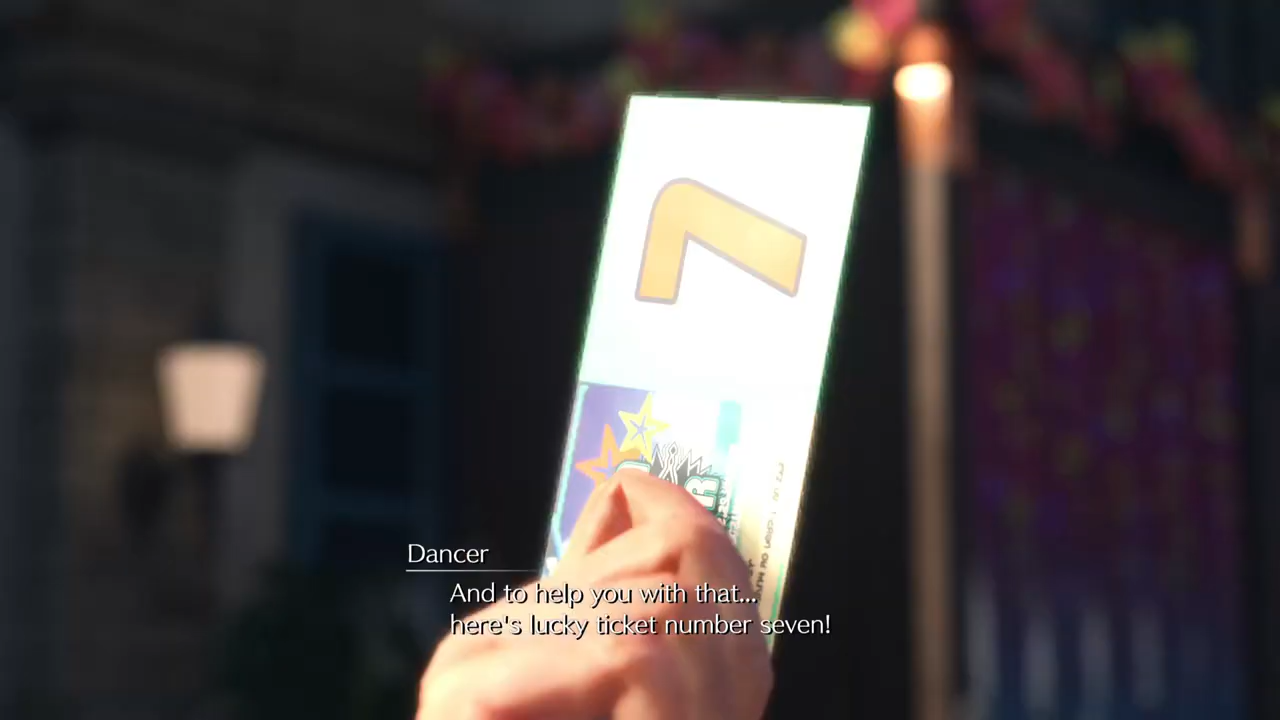 7
Dancer
And to help you with that...
here's lucky ticket number seven!